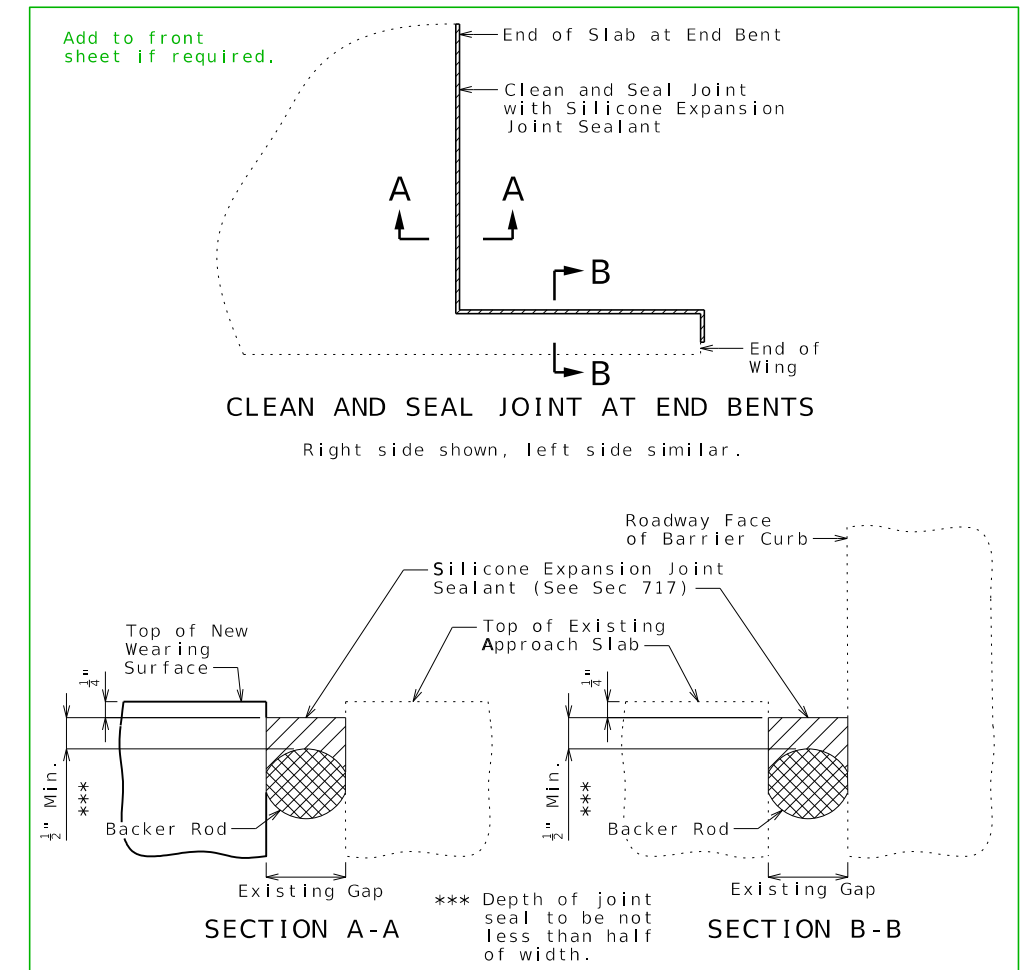 Add to front
sheet if required.
End of Slab at End Bent
Clean and Seal Joint
with Silicone Expansion
Joint Sealant
A
A
B
B
End of
Wing
CLEAN AND SEAL JOINT AT END BENTS
Right side shown, left side similar.
Roadway Face
of Barrier Curb
Silicone Expansion Joint
Sealant (See Sec 717)
Top of New
Wearing
Surface
Top of Existing
Approach Slab
1/4"
1/4"
1/2" Min.
***
1/2" Min.
***
Backer Rod
Backer Rod
Existing Gap
Existing Gap
*** Depth of joint
seal to be not
less than half
of width.
SECTION A-A
SECTION B-B